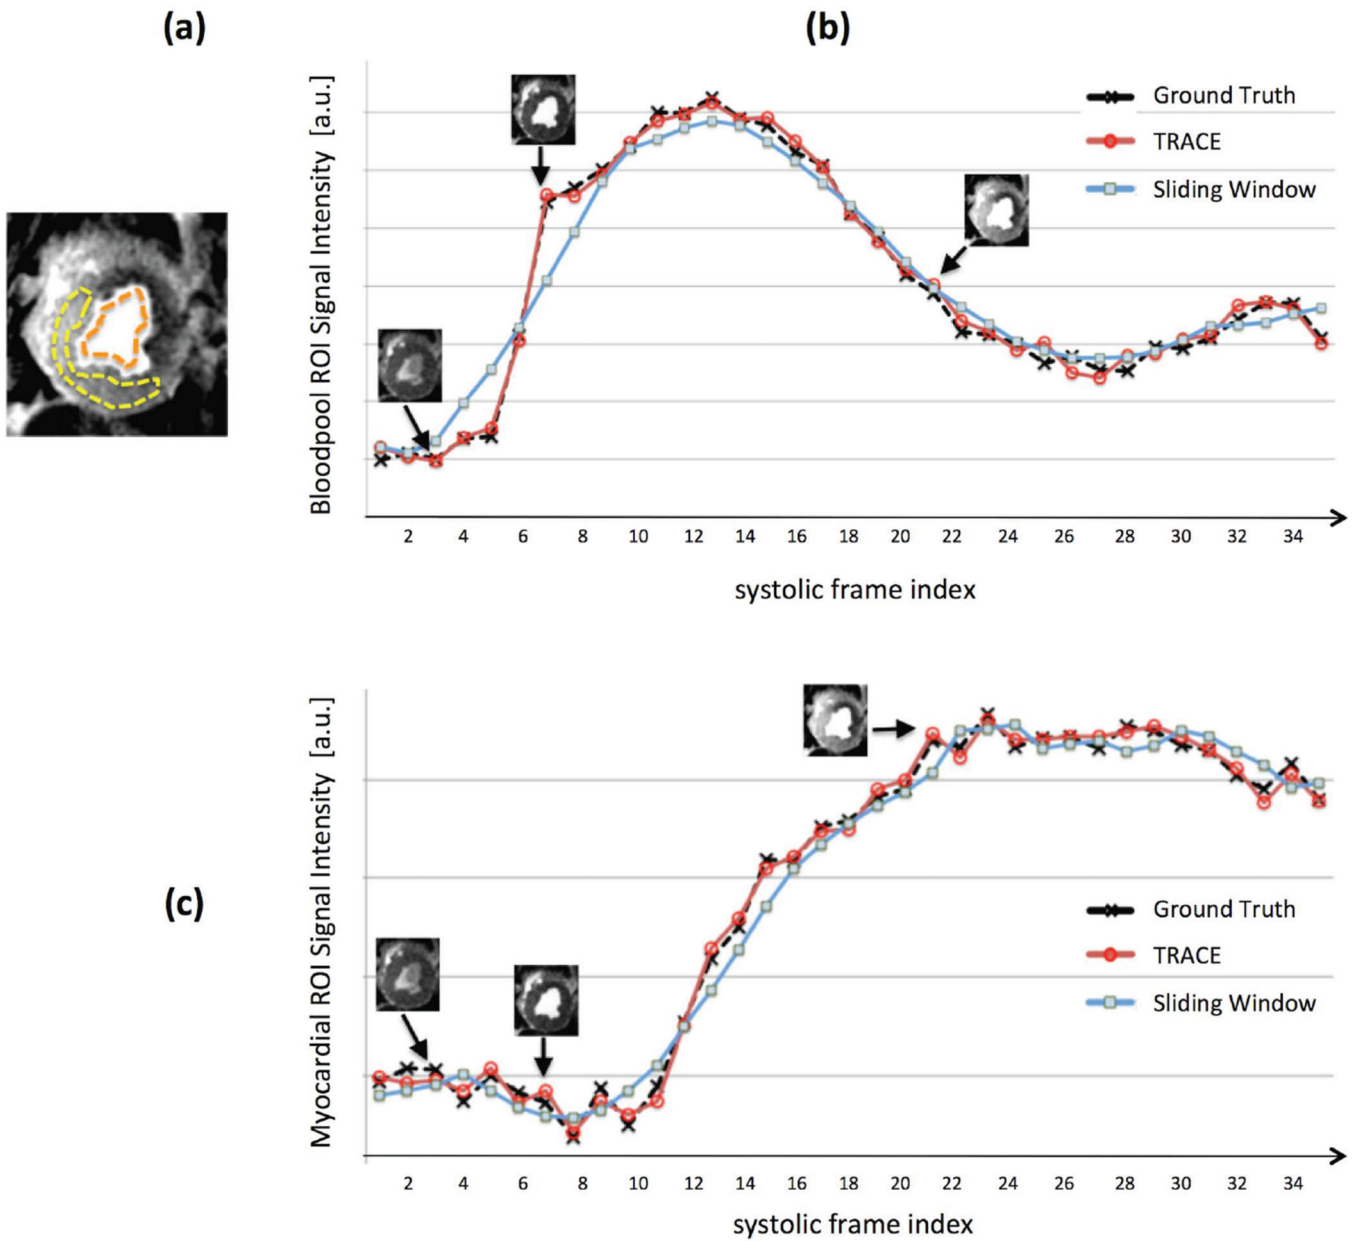 (a)
(b)
Bloodpool ROI Signal Intensity [a.u.]
Ground Truth
TRACE
Sliding Window
2 4 6 8 10 12 14 16 18 20 22 24 26 28 30 32 34
systolic frame index
(c)
Myocardial ROI Signal Intensity [a.u.]
Ground Truth
TRACE
Sliding Window
2 4 6 8 10 12 14 16 18 20 22 24 26 28 30 32 34
systolic frame index